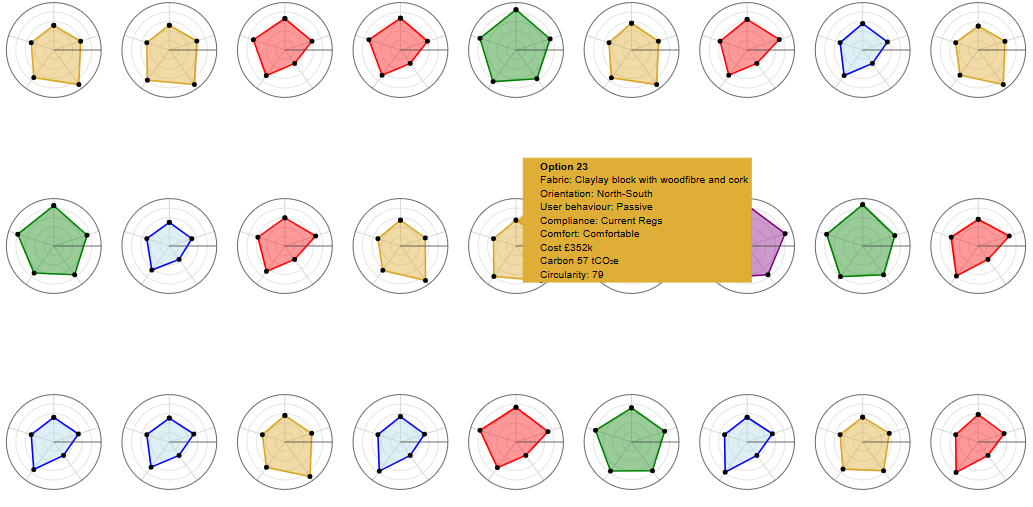 Option 23
Fabric: Claylay block with woodfibre and cork
Orientation: North-South
User behaviour: Passive
Compliance: Current Regs
Comfort: Comfortable
Cost £352k
Carbon 57 tCO₂e
Circularity: 79